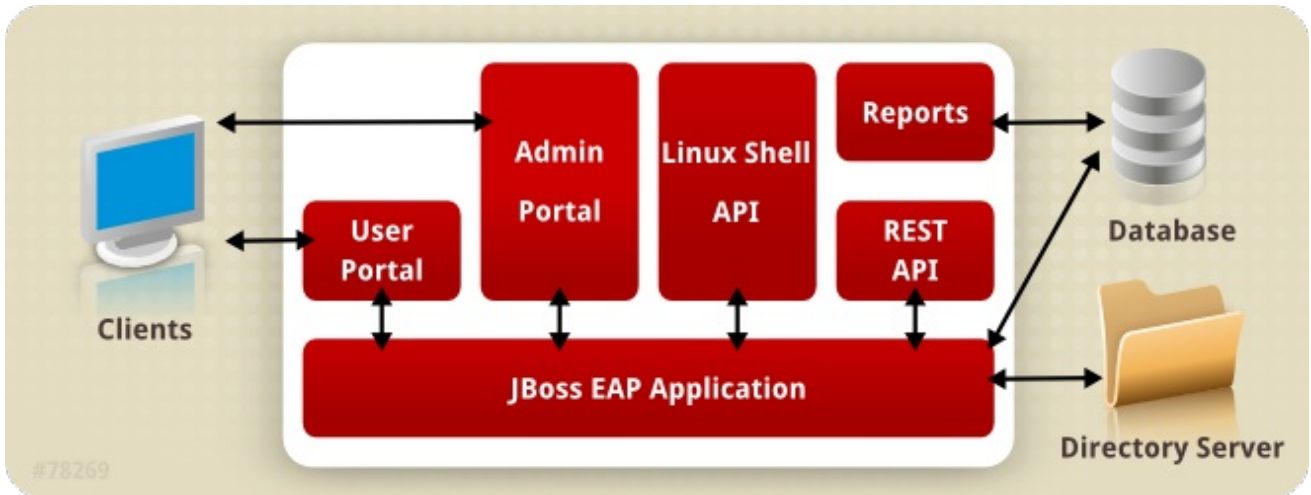 Reports
Admin
Portal
Linux Shell
API
User
Portal
REST
API
Database
Clients
JBoss EAP Application
Directory Server
#78269